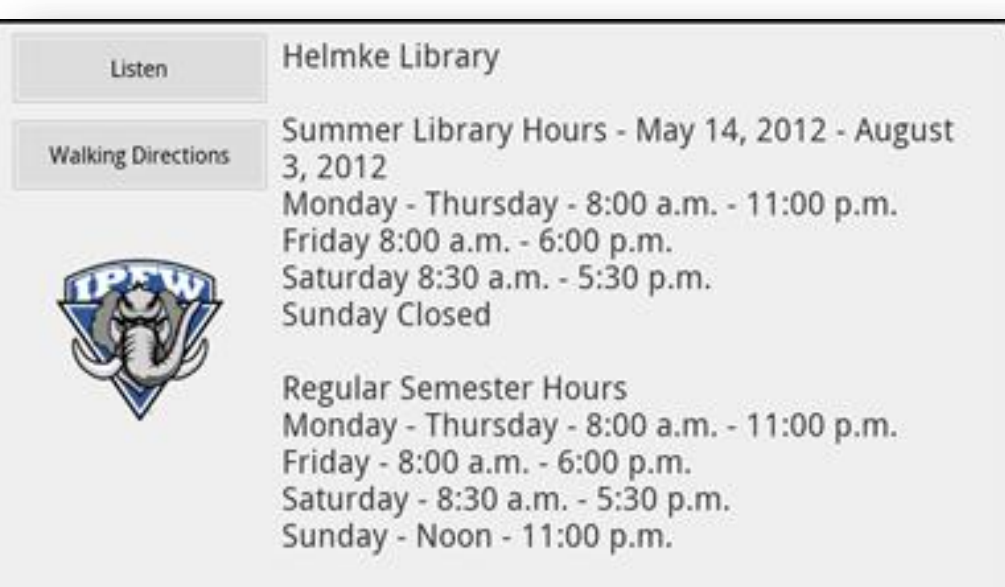 Listen
Walking Directions
IPFW
Helmke Library
Summer Library Hours - May 14, 2012 - August
3, 2012
Monday - Thursday - 8:00 a.m. - 11:00 p.m.
Friday 8:00 a.m. - 6:00 p.m.
Saturday 8:30 a.m. - 5:30 p.m.
Sunday Closed
Regular Semester Hours
Monday - Thursday - 8:00 a.m. - 11:00 p.m.
Friday - 8:00 a.m. - 6:00 p.m.
Saturday - 8:30 a.m. - 5:30 p.m.
Sunday - Noon - 11:00 p.m.